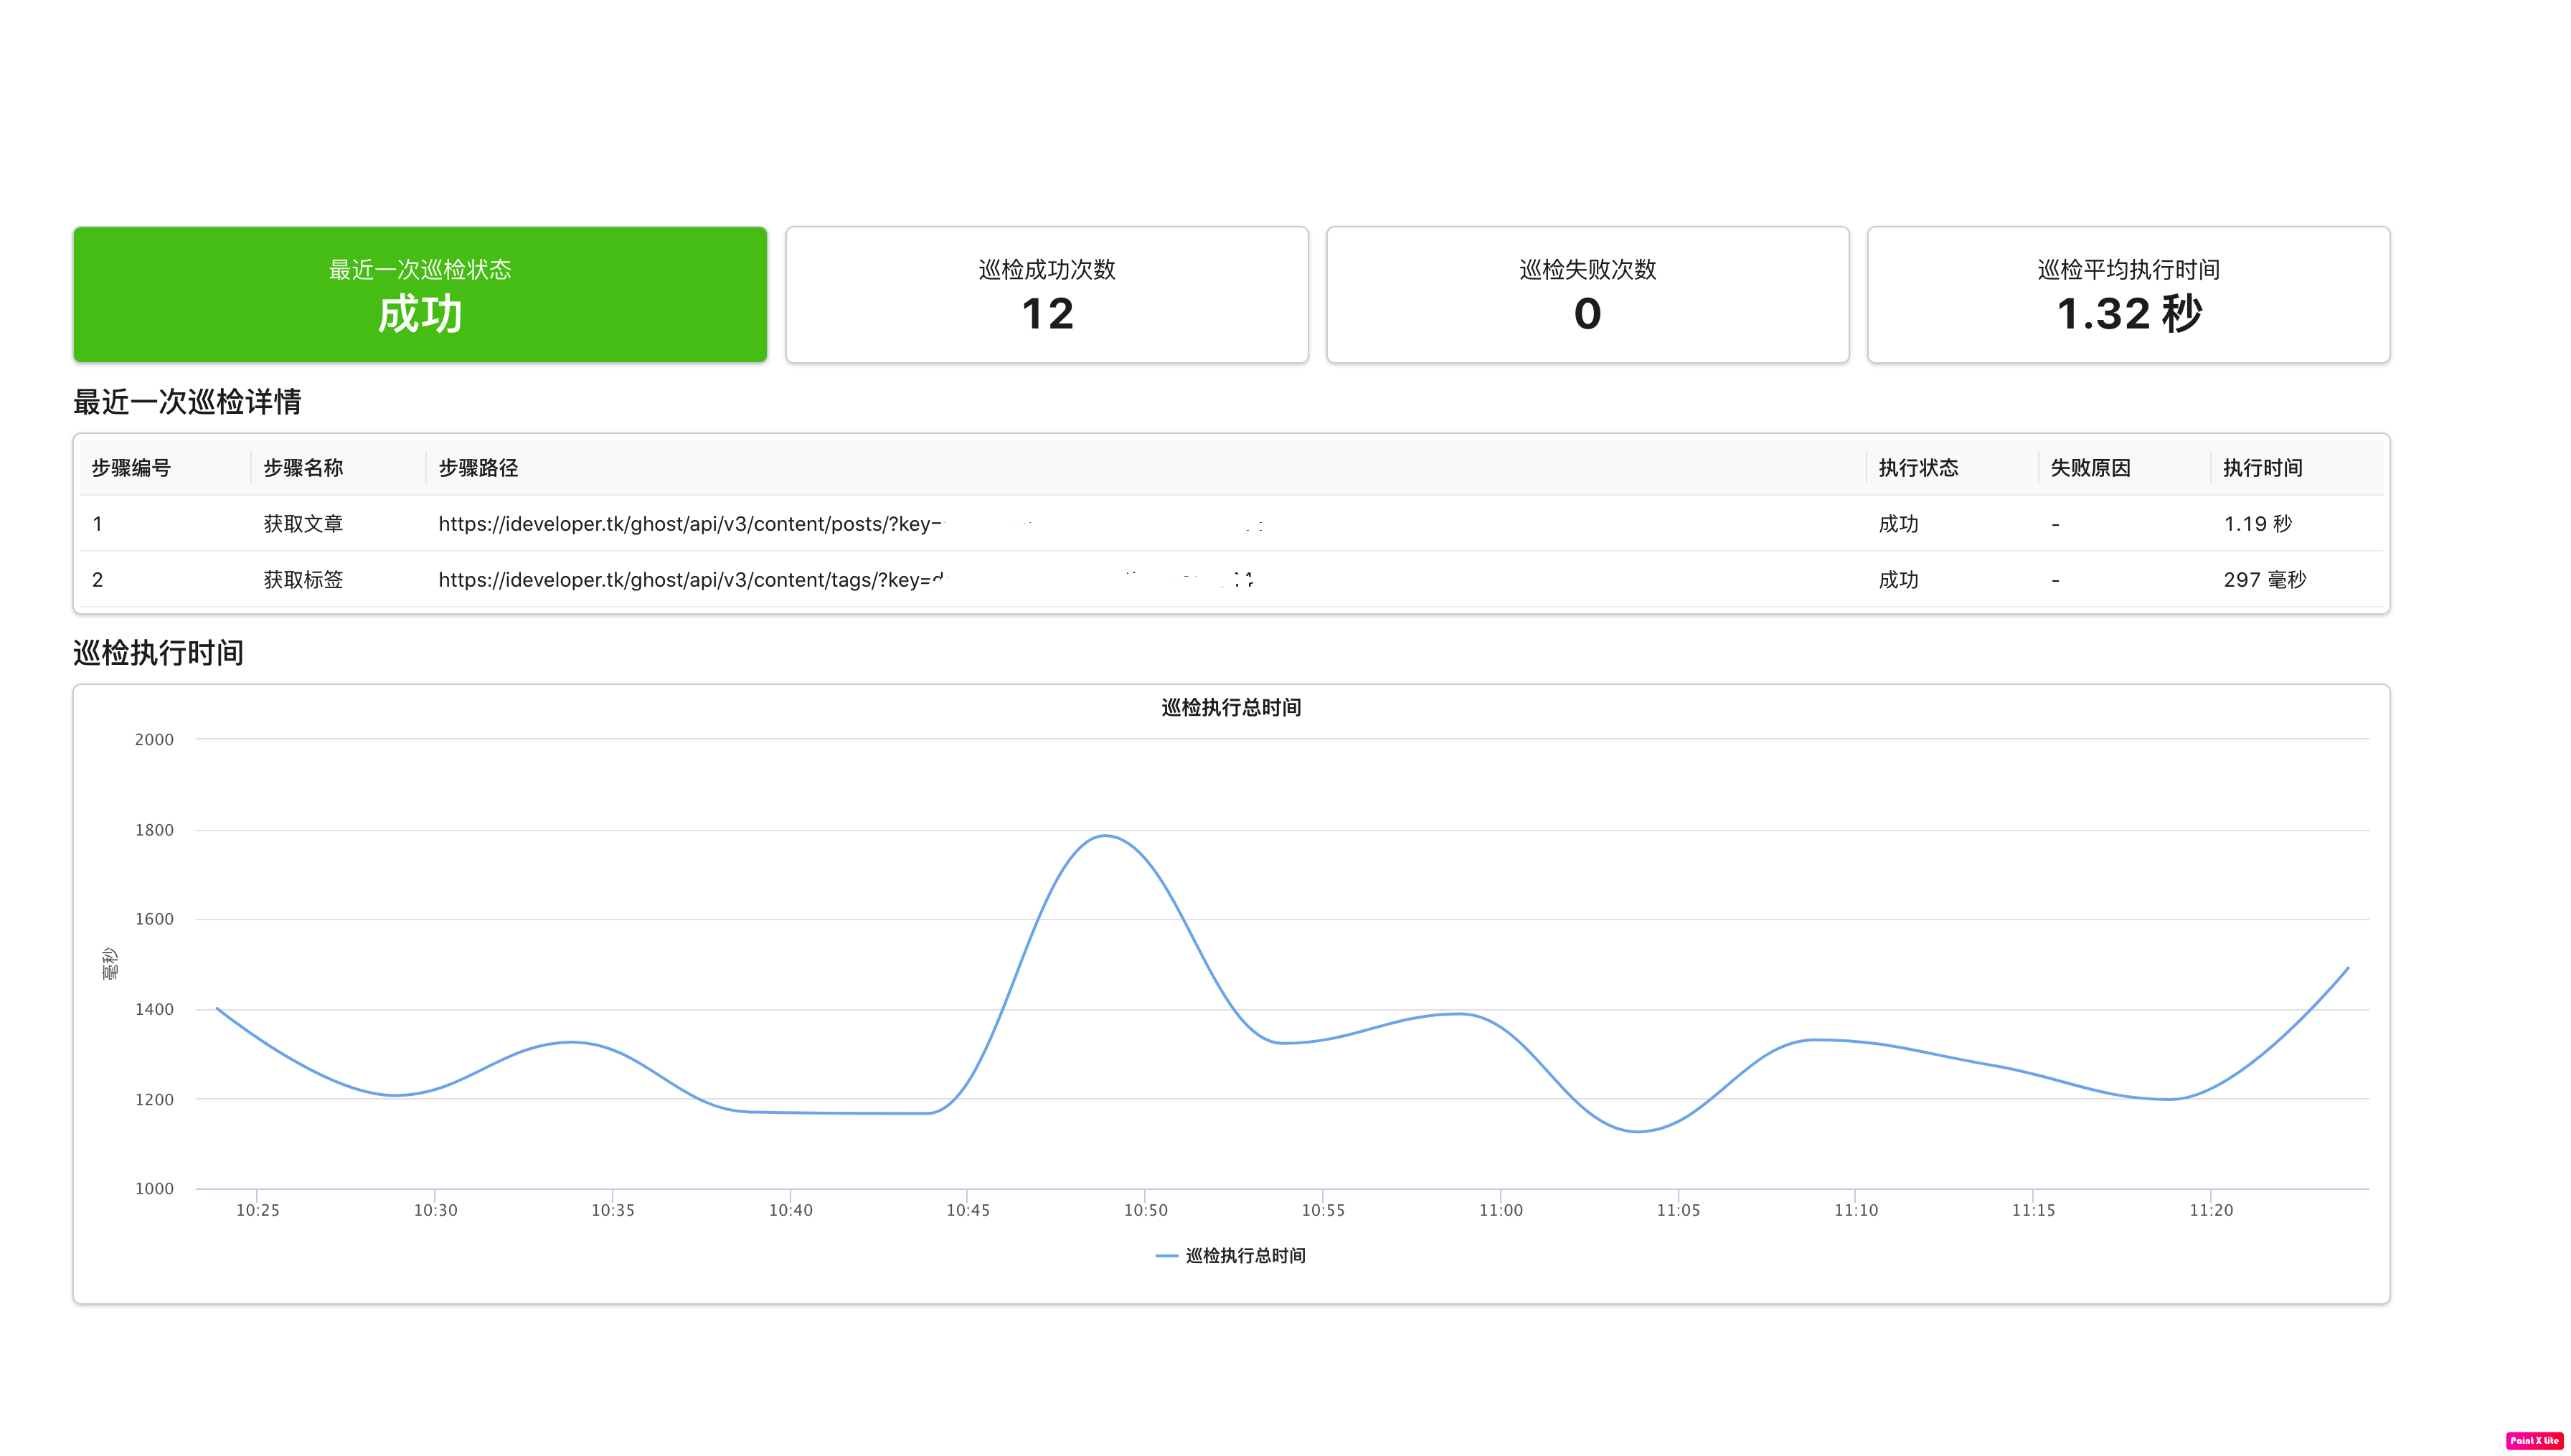 最近一次巡检状态
成功
巡检成功次数
12
巡检失败次数
0
巡检平均执行时间
1.32 秒
最近一次巡检详情
步骤编号 步骤名称 步骤路径 执行状态 失败原因 执行时间
1 获取文章 https://ideveloper.tk/ghost/api/v3/content/posts/?key= 成功 - 1.19 秒
2 获取标签 https://ideveloper.tk/ghost/api/v3/content/tags/?key= 成功 - 297 毫秒
巡检执行时间
巡检执行总时间
2000
1800
1600
1400
1200
1000
毫秒
10:25 10:30 10:35 10:40 10:45 10:50 10:55 11:00 11:05 11:10 11:15 11:20
巡检执行总时间
Paint X Lite